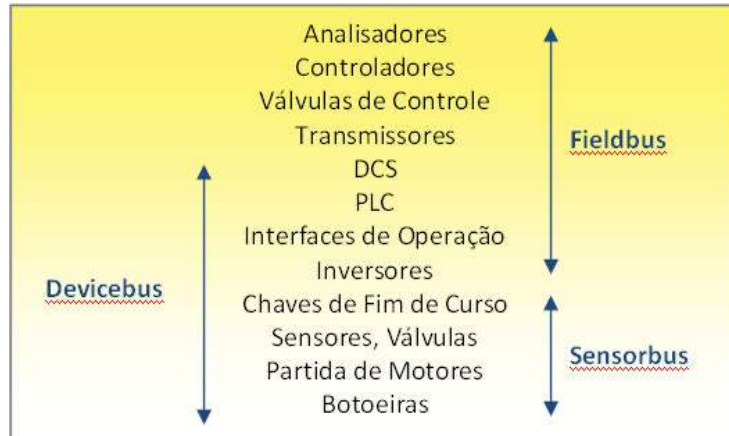 Analisadores
Controladores
Válvulas de Controle
Transmissores
Fieldbus
DCS
PLC
Interfaces de Operação
Inversores
Devicebus
Chaves de Fim de Curso
Sensores, Válvulas
Sensorbus
Partida de Motores
Botoeiras